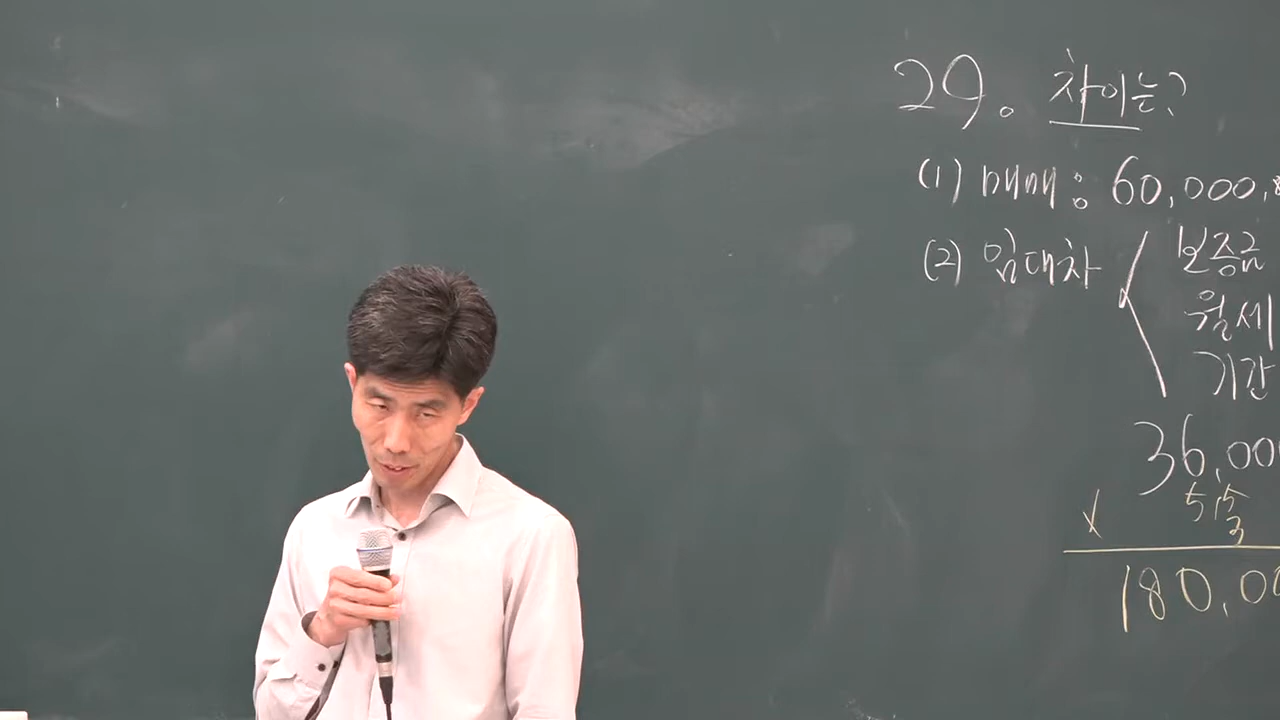 29. 차이는?
(1) 매매 : 60,000,
(2) 임대차 < 보증금
월세
기간
36,00
x
180,00